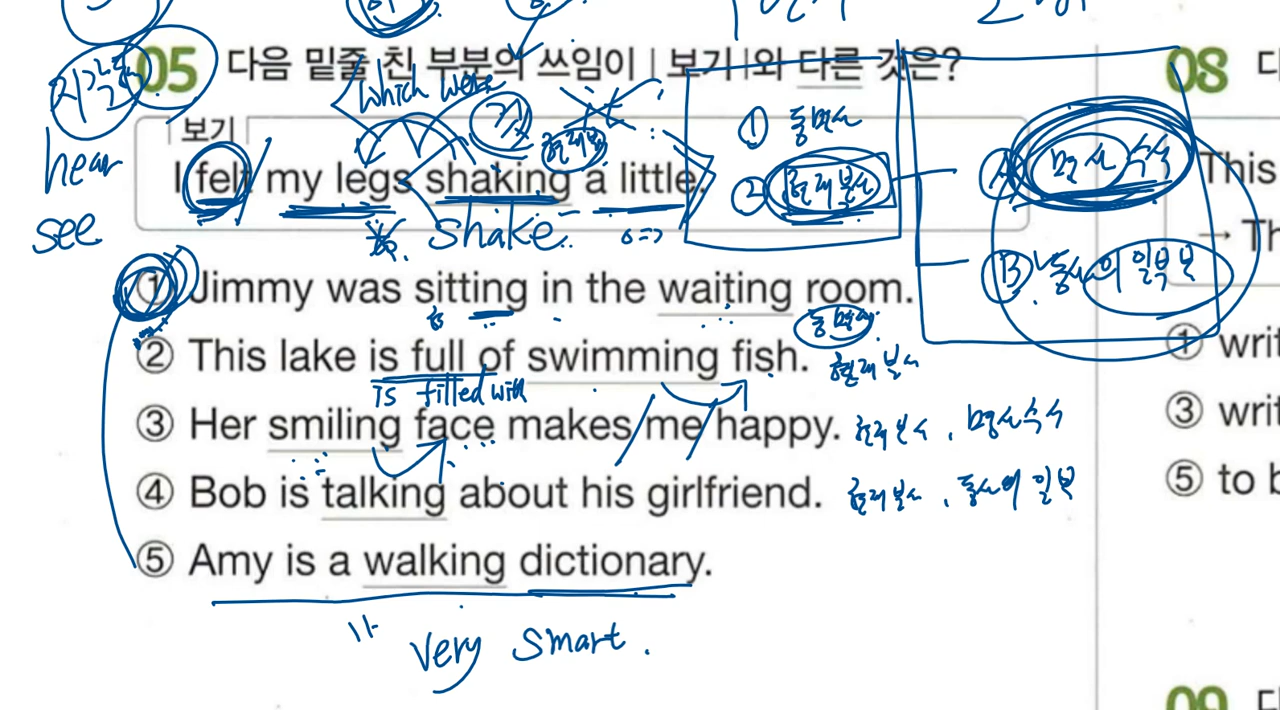 05 다음 밑줄 친 부분의 쓰임이 | 보기 |와 다른 것은?
지각동
hear
see
which were
보기
I felt my legs shaking a little.
현재분
shake.
① 동명사
② 현재분사
A 명사 수식
B 동사의 일부분
① Jimmy was sitting in the waiting room.
동명사
② This lake is full of swimming fish.
현재분사
is filled with
③ Her smiling face makes me happy.
현재분사, 명사수식
④ Bob is talking about his girlfriend.
현재분사, 동사의 일부
⑤ Amy is a walking dictionary.
very smart.
08 다
This
→ Th
① writ
③ writ
⑤ to b
09 다